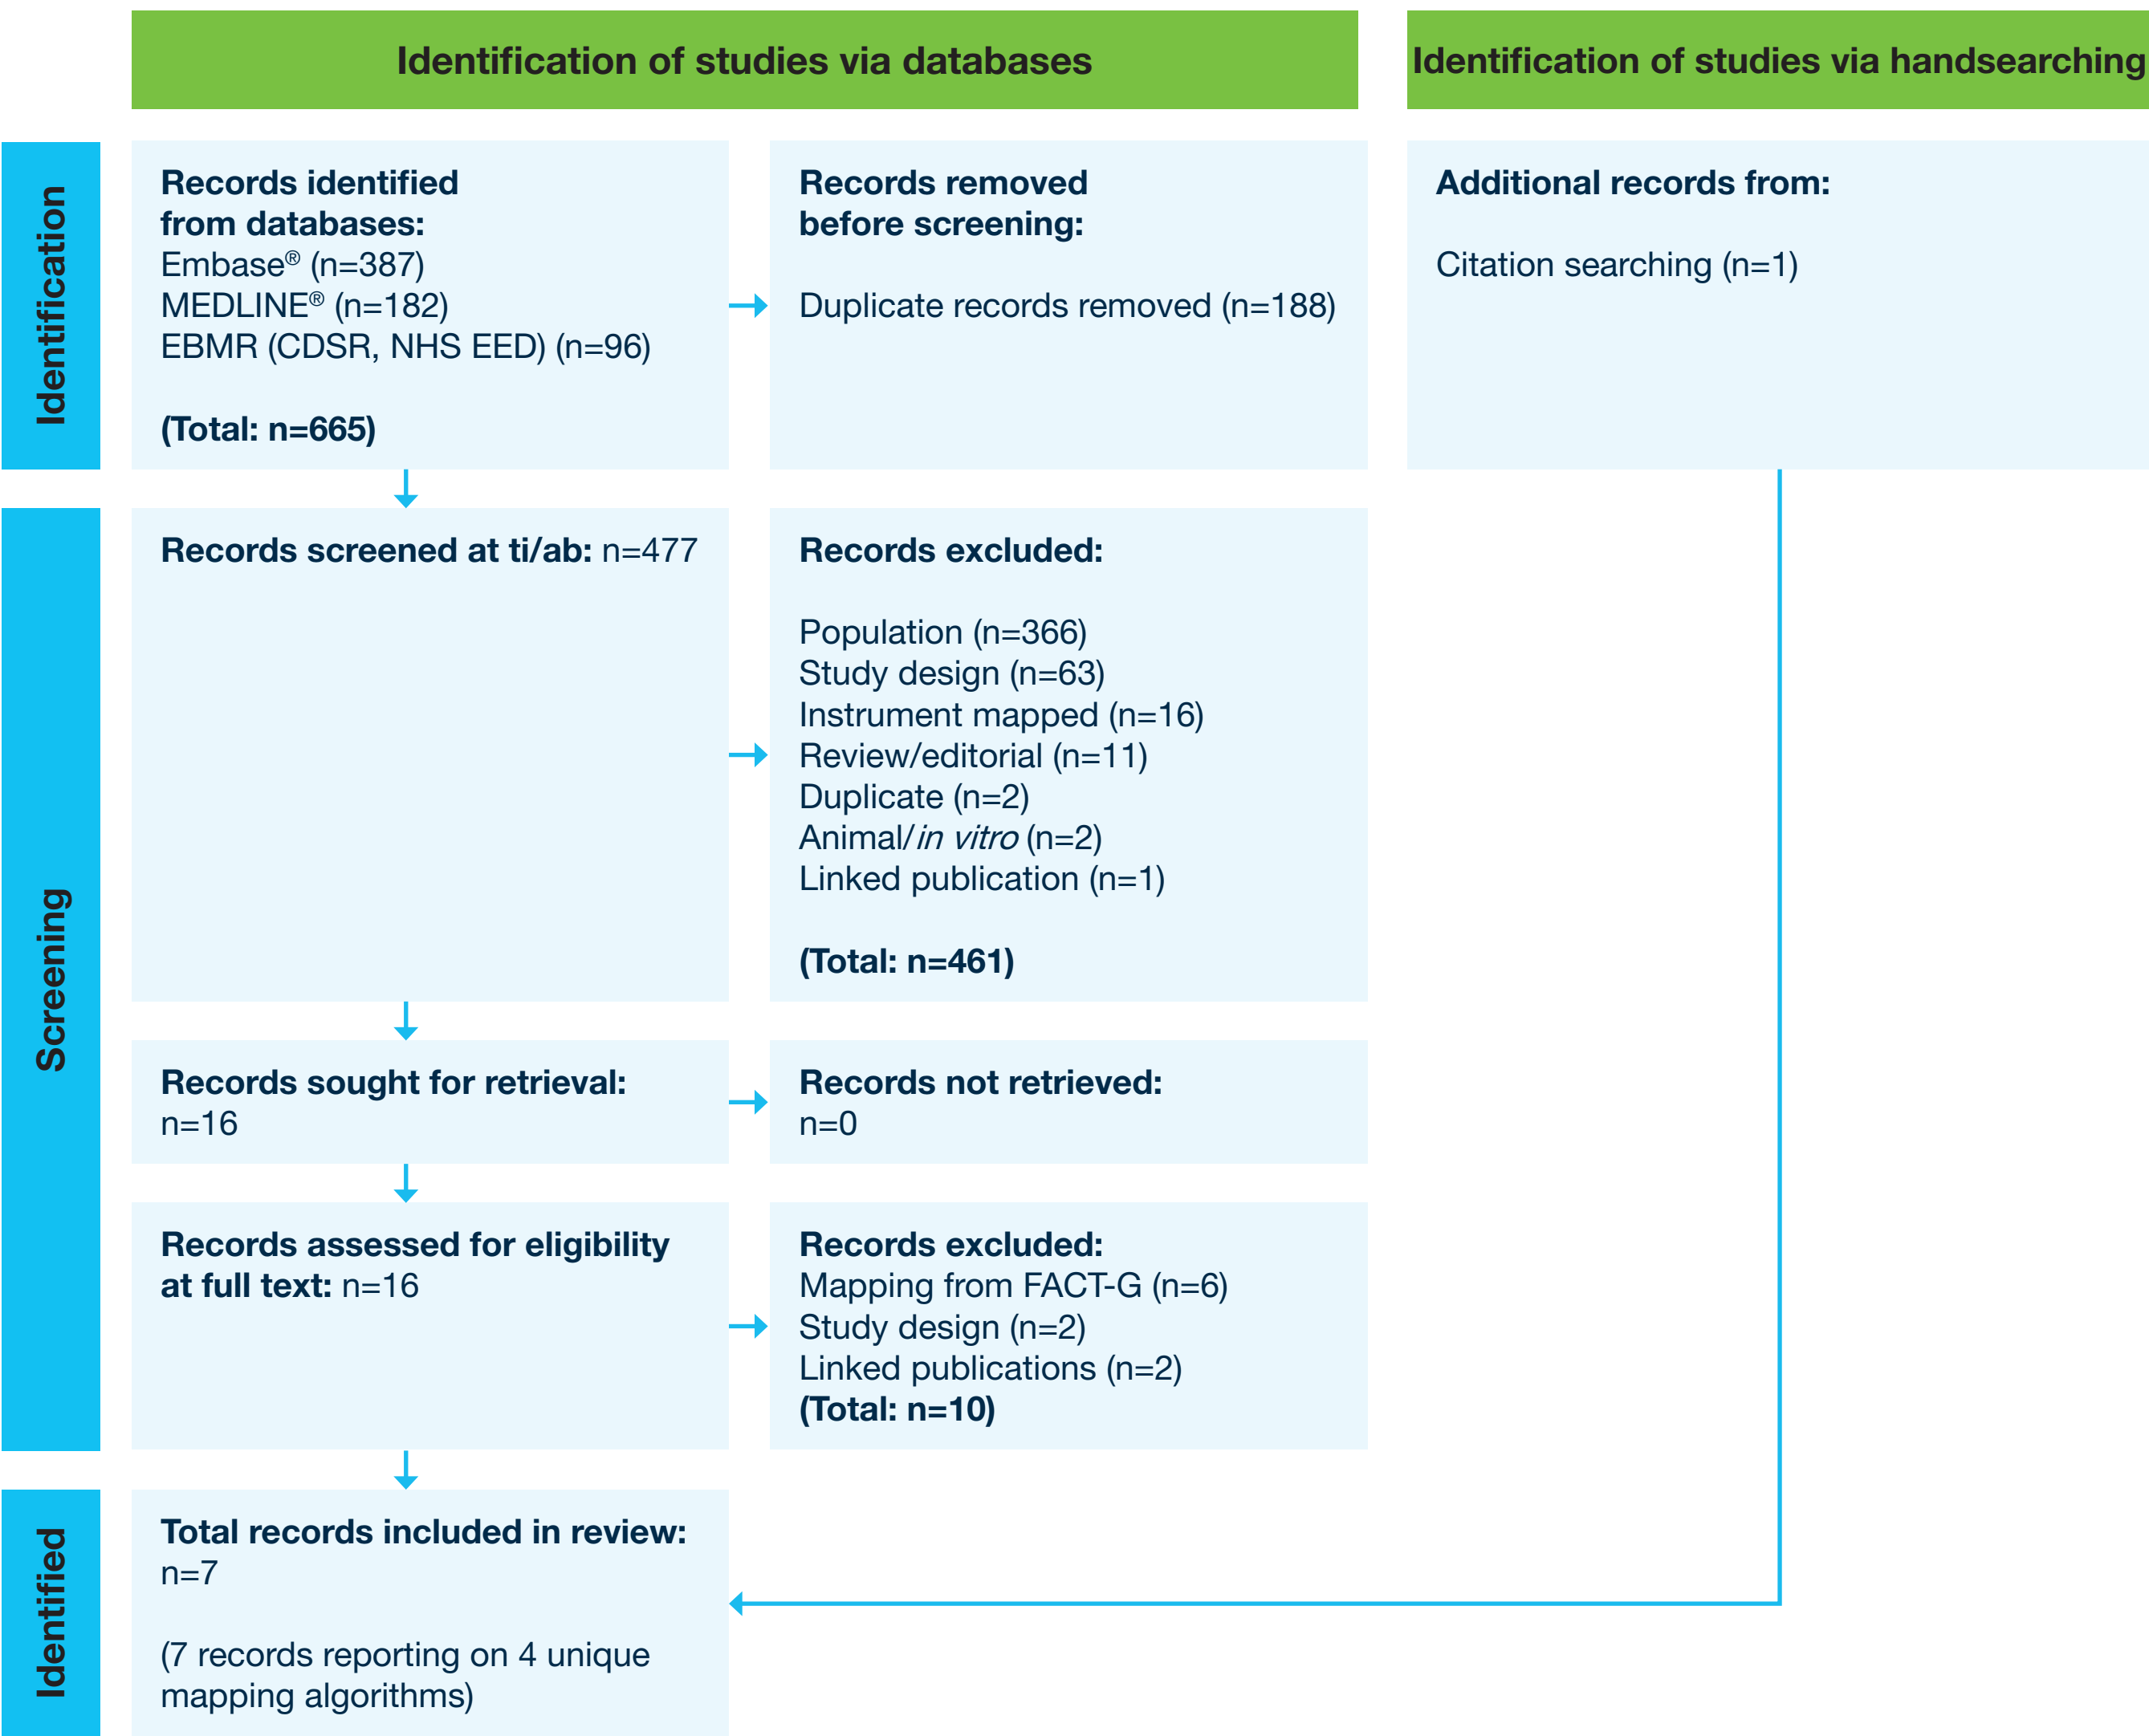 Identification of studies via databases
Identification of studies via handsearching
Identification
Records identified
from databases:
Embase® (n=387)
MEDLINE® (n=182)
EBMR (CDSR, NHS EED) (n=96)
(Total: n=665)
Records removed
before screening:
Duplicate records removed (n=188)
Additional records from:
Citation searching (n=1)
Screening
Records screened at ti/ab: n=477
Records excluded:
Population (n=366)
Study design (n=63)
Instrument mapped (n=16)
Review/editorial (n=11)
Duplicate (n=2)
Animal/in vitro (n=2)
Linked publication (n=1)
(Total: n=461)
Records sought for retrieval:
n=16
Records not retrieved:
n=0
Records assessed for eligibility
at full text: n=16
Records excluded:
Mapping from FACT-G (n=6)
Study design (n=2)
Linked publications (n=2)
(Total: n=10)
Identified
Total records included in review:
n=7
(7 records reporting on 4 unique
mapping algorithms)